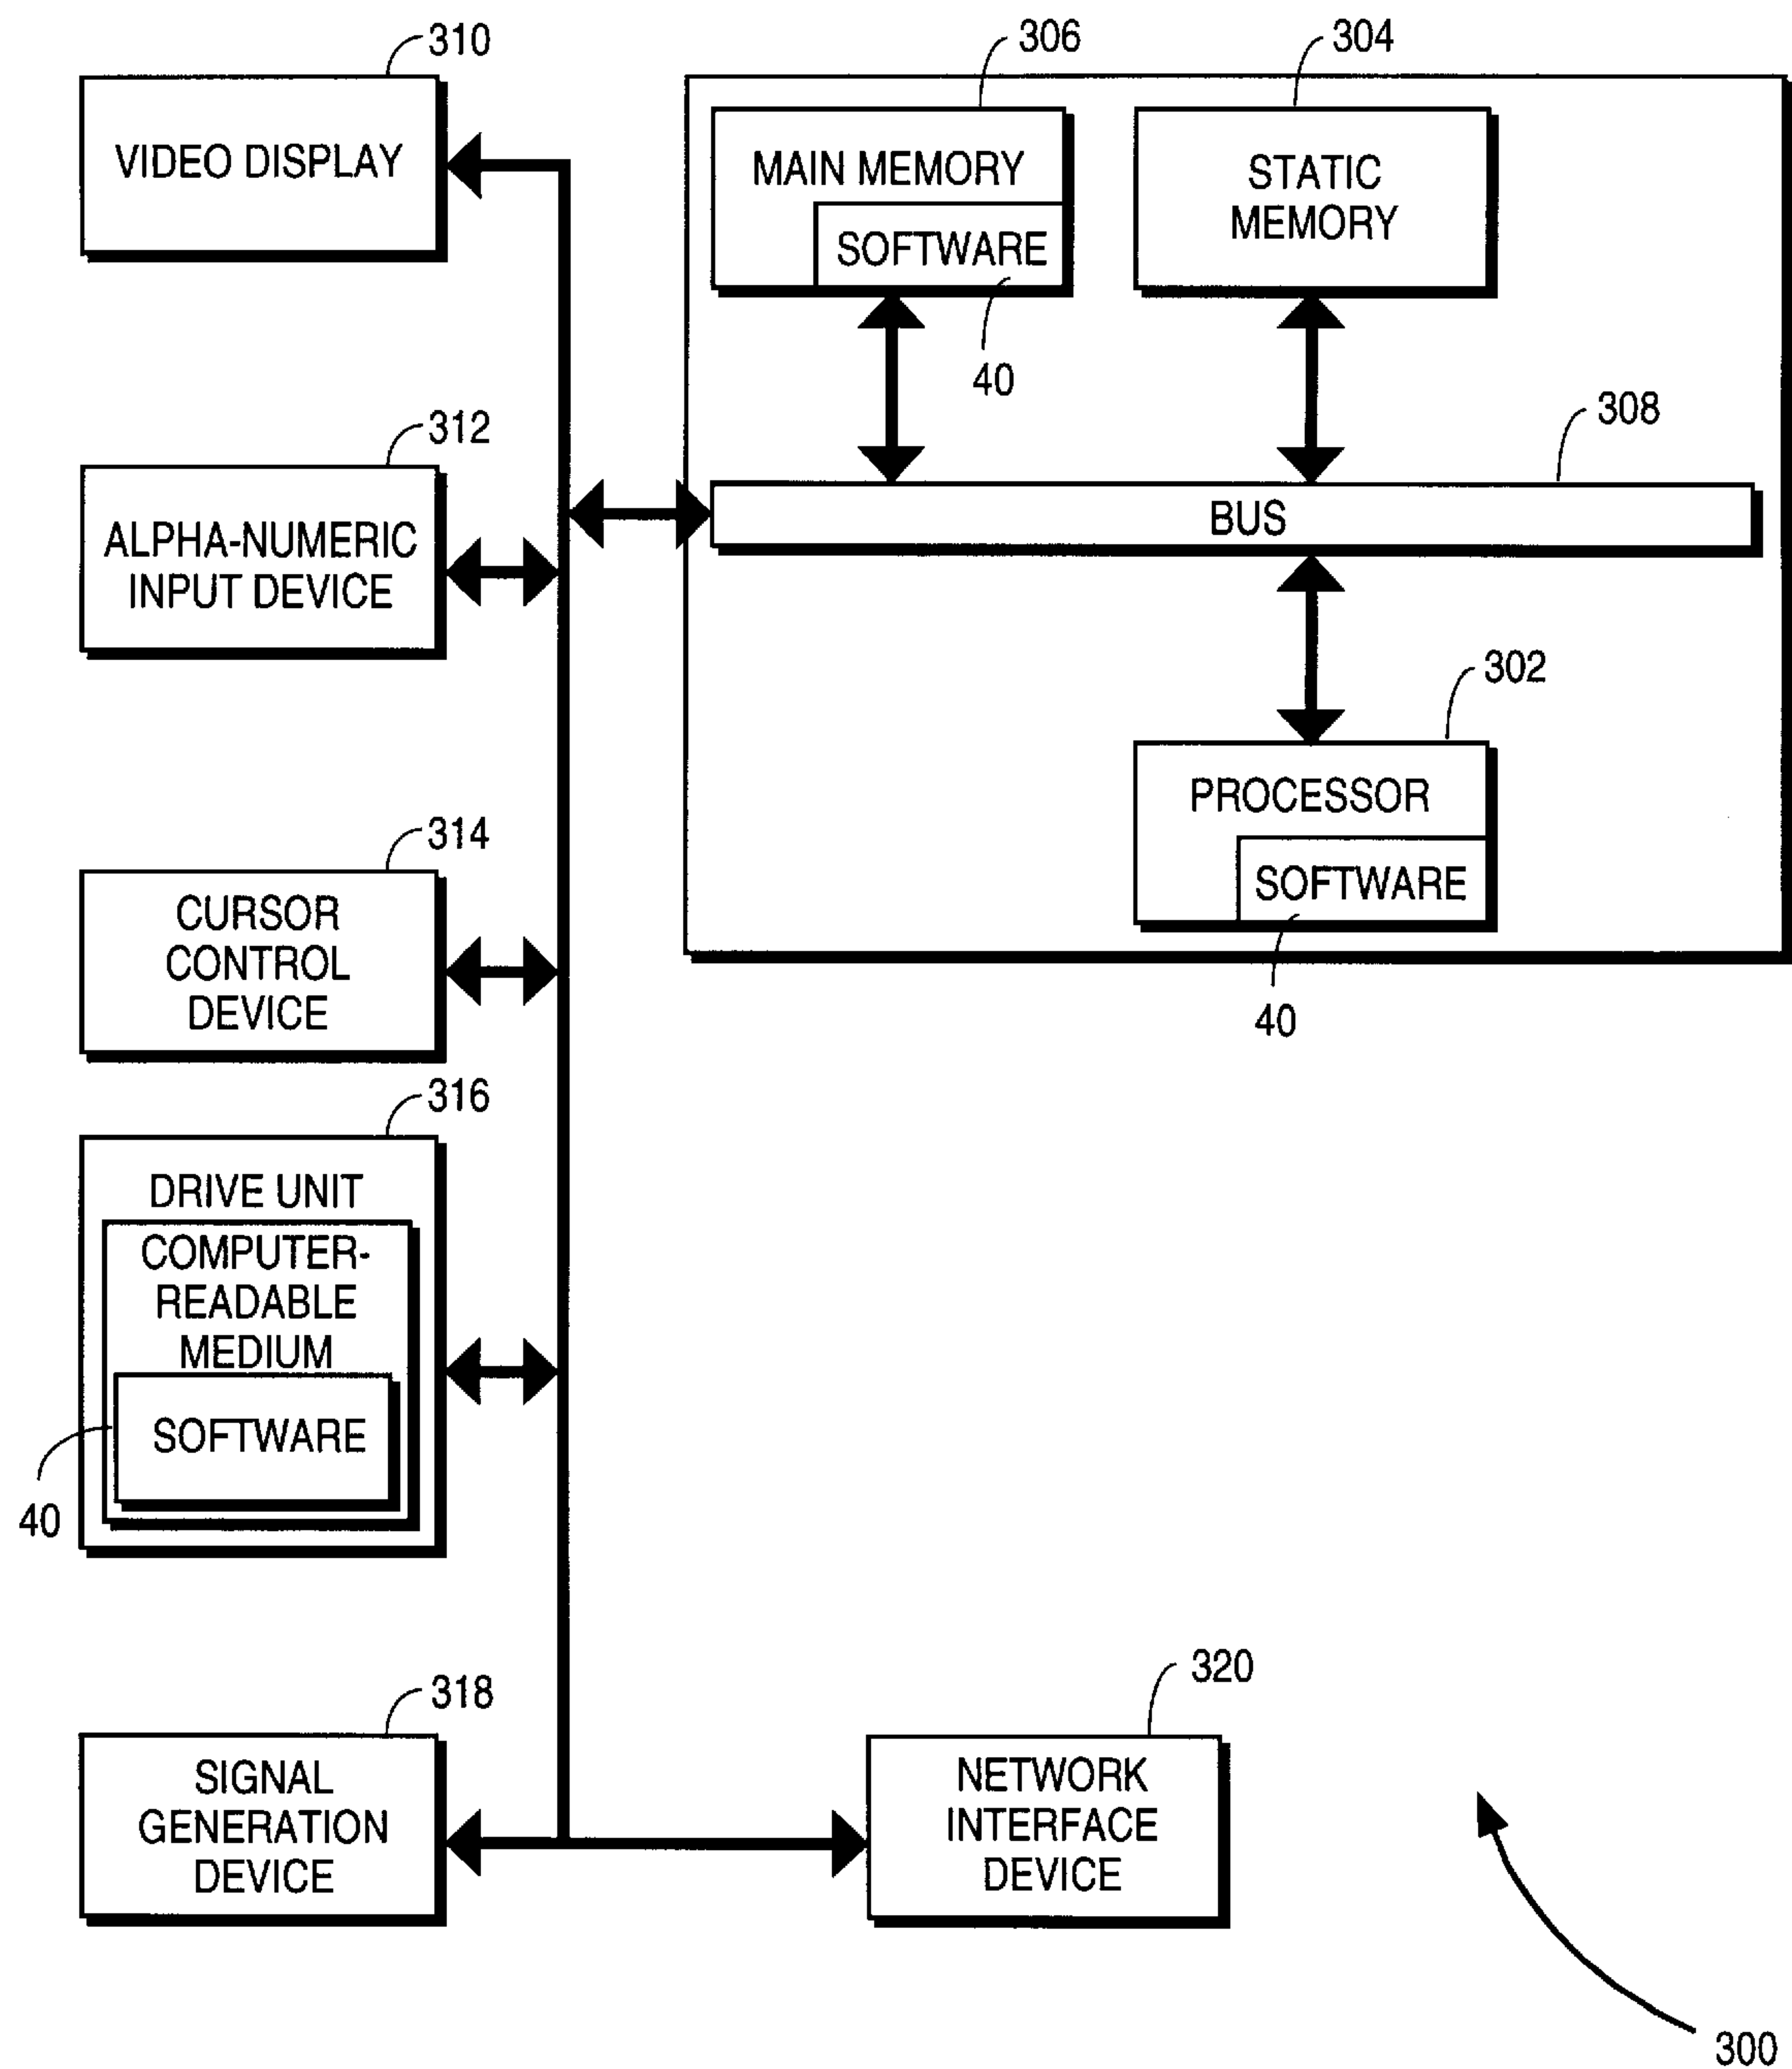 310
VIDEO DISPLAY
306
MAIN MEMORY
SOFTWARE
40
304
STATIC
MEMORY
308
BUS
312
ALPHA-NUMERIC
INPUT DEVICE
302
PROCESSOR
SOFTWARE
40
314
CURSOR
CONTROL
DEVICE
316
DRIVE UNIT
COMPUTER-
READABLE
MEDIUM
SOFTWARE
40
318
SIGNAL
GENERATION
DEVICE
320
NETWORK
INTERFACE
DEVICE
300